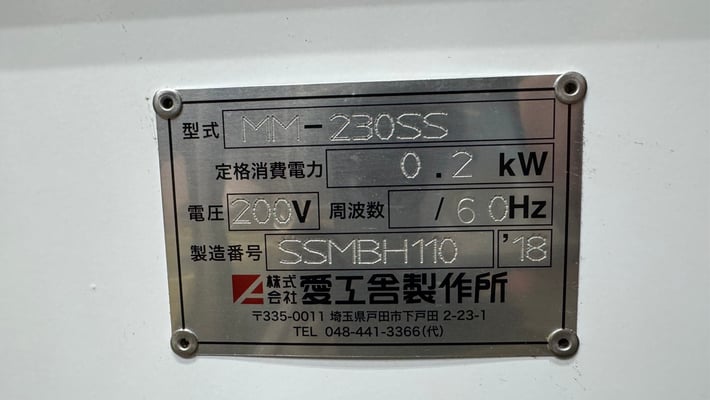 型式 MM-230SS
定格消費電力 0.2 kW
電圧 200V 周波数 /60Hz
製造番号 SSMBH110 '18
株式会社 愛工舎製作所
〒335-0011 埼玉県戸田市下戸田 2-23-1
TEL 048-441-3366(代)